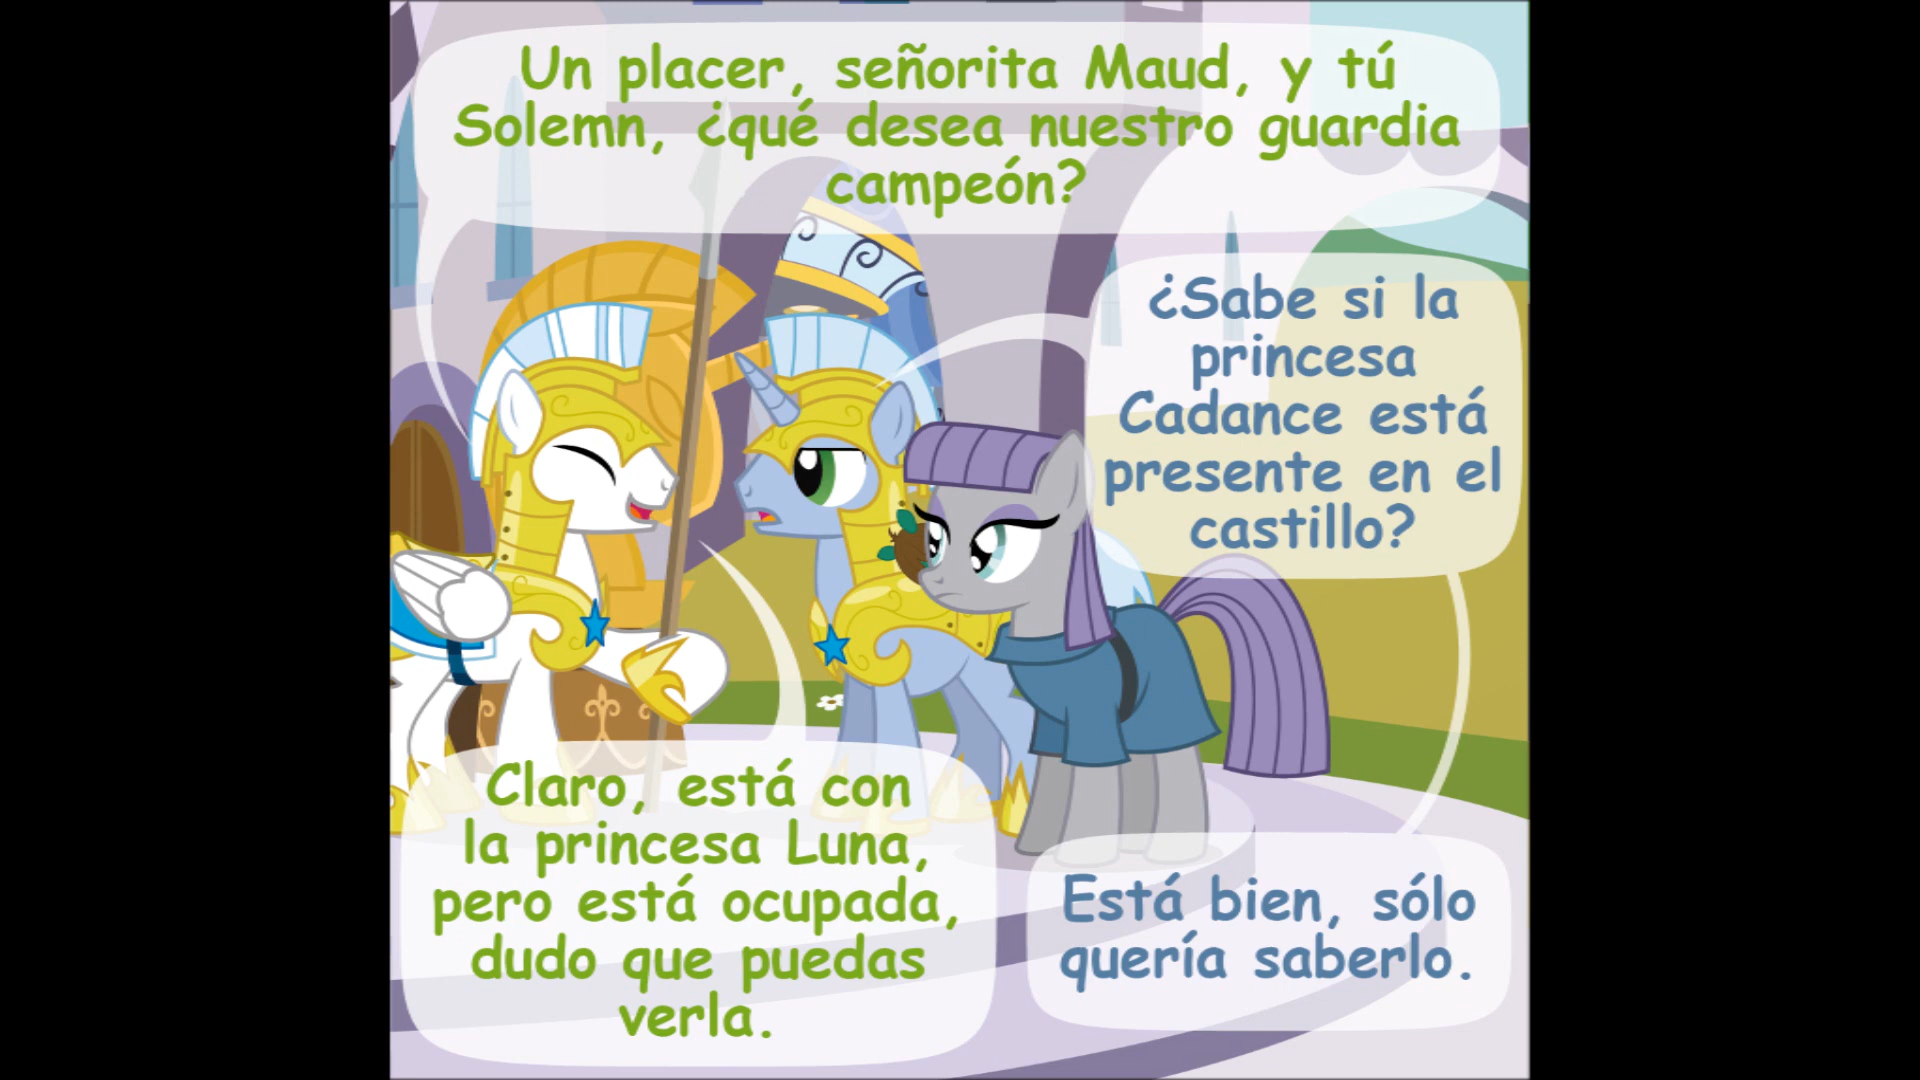 Un placer, señorita Maud, y tú
Solemn, ¿qué desea nuestro guardia
campeón?
¿Sabe si la
princesa
Cadance está
presente en el
castillo?
Claro, está con
la princesa Luna,
pero está ocupada,
dudo que puedas
verla.
Está bien, sólo
quería saberlo.